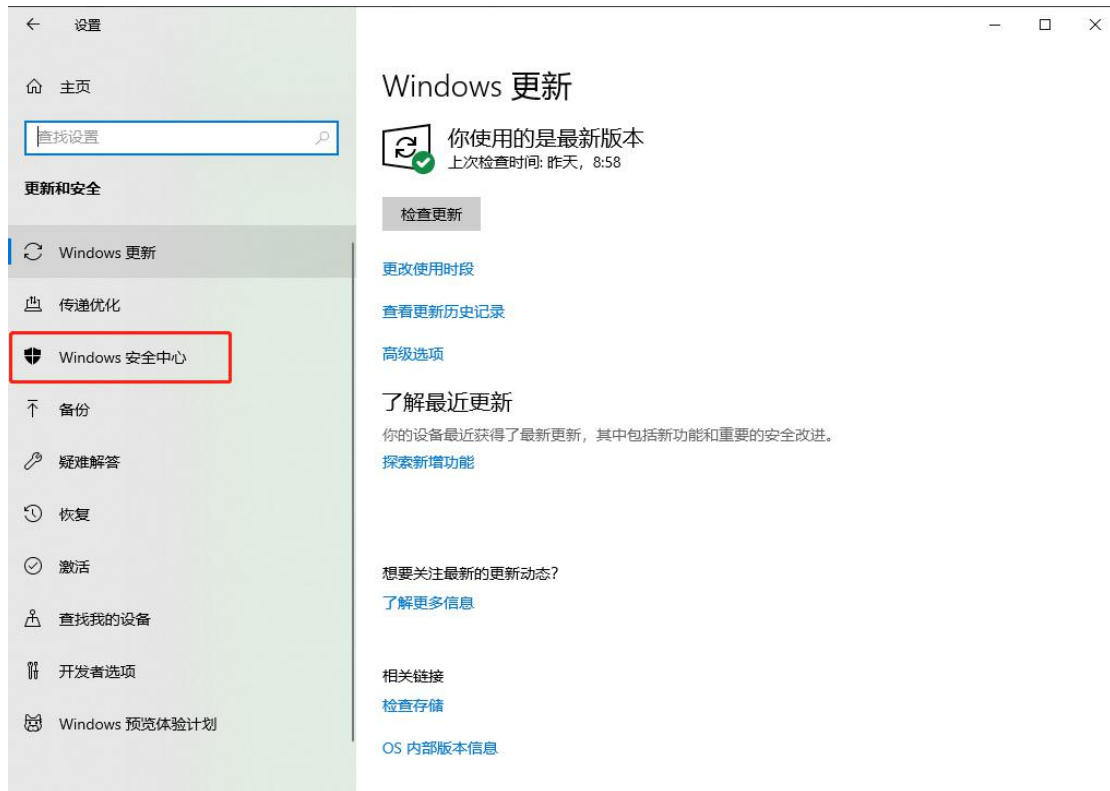 设置
主页
查找设置
更新和安全
Windows 更新
传递优化
Windows 安全中心
备份
疑难解答
恢复
激活
查找我的设备
开发者选项
Windows 预览体验计划
Windows 更新
你使用的是最新版本
上次检查时间: 昨天，8:58
检查更新
更改使用时段
查看更新历史记录
高级选项
了解最近更新
你的设备最近获得了最新更新，其中包括新功能和重要的安全改进。
探索新增功能
想要关注最新的更新动态?
了解更多信息
相关链接
检查存储
OS 内部版本信息